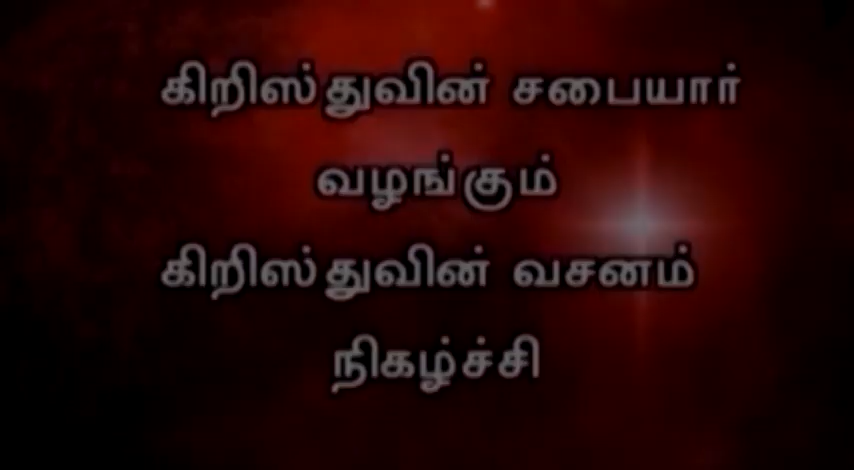 கிறிஸ்துவின் சபையார்
வழங்கும்
கிறிஸ்துவின் வசனம்
நிகழ்ச்சி